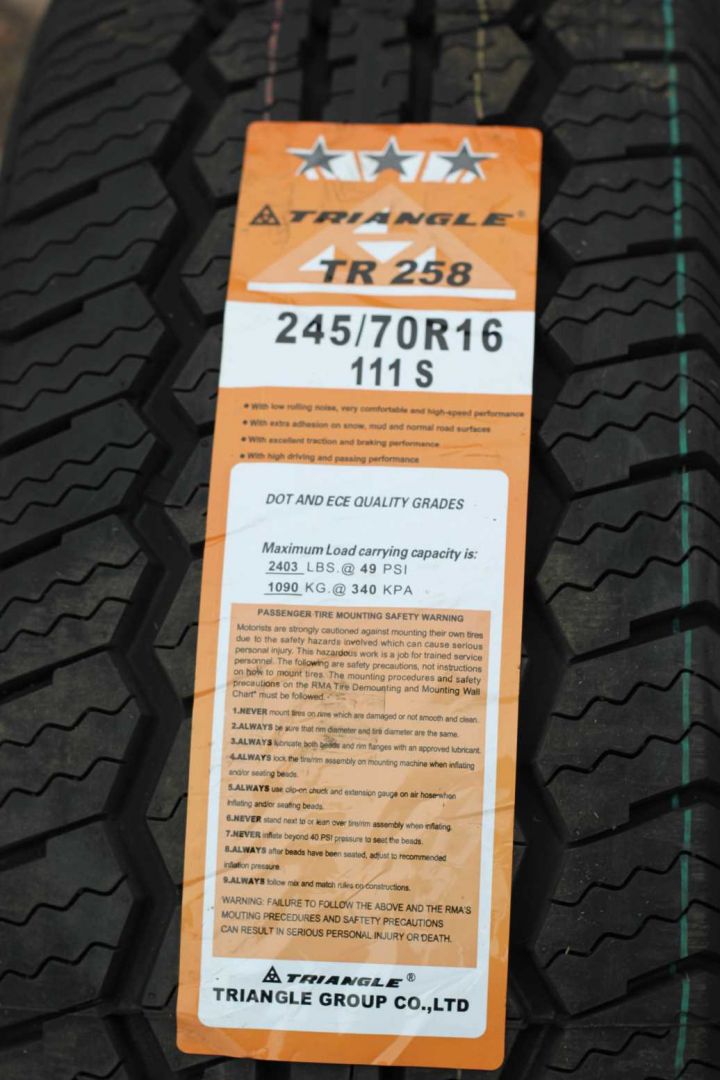 TRIANGLE®
TR 258
245/70R16
111 S
• With low rolling noise, very comfortable and high-speed performance
• With extra adhesion on snow, mud and normal road surfaces
• With excellent traction and braking performance
• With high driving and passing performance
DOT AND ECE QUALITY GRADES
Maximum Load carrying capacity is:
2403 LBS.@ 49 PSI
1090 KG.@ 340 KPA
PASSENGER TIRE MOUNTING SAFETY WARNING
Motorists are strongly cautioned against mounting their own tires
due to the safety hazards involved which can cause serious
personal injury. This hazardous work is a job for trained service
personnel. The following are safety precautions, not instructions
on how to mount tires. The mounting procedures and safety
precautions on the RMA Tire Demounting and Mounting Wall
Chart" must be followed.
1.NEVER mount tires on rims which are damaged or not smooth and clean.
2.ALWAYS be sure that rim diameter and tire diameter are the same.
3.ALWAYS lubricate both beads and rim flanges with an approved lubricant.
4.ALWAYS lock the tire/rim assembly on mounting machine when inflating
and/or seating beads.
5.ALWAYS use clip-on chuck and extension gauge on air hose when
inflating and/or seating beads.
6.NEVER stand next to or lean over tire/rim assembly when inflating.
7.NEVER inflate beyond 40 PSI pressure to seat the beads.
8.ALWAYS after beads have been seated, adjust to recommended
inflation pressure.
9.ALWAYS follow mix and match rules on constructions.
WARNING: FAILURE TO FOLLOW THE ABOVE AND THE RMA'S
MOUTING PRECEDURES AND SAFETY PRECAUTIONS
CAN RESULT IN SERIOUS PERSONAL INJURY OR DEATH.
TRIANGLE®
TRIANGLE GROUP CO.,LTD